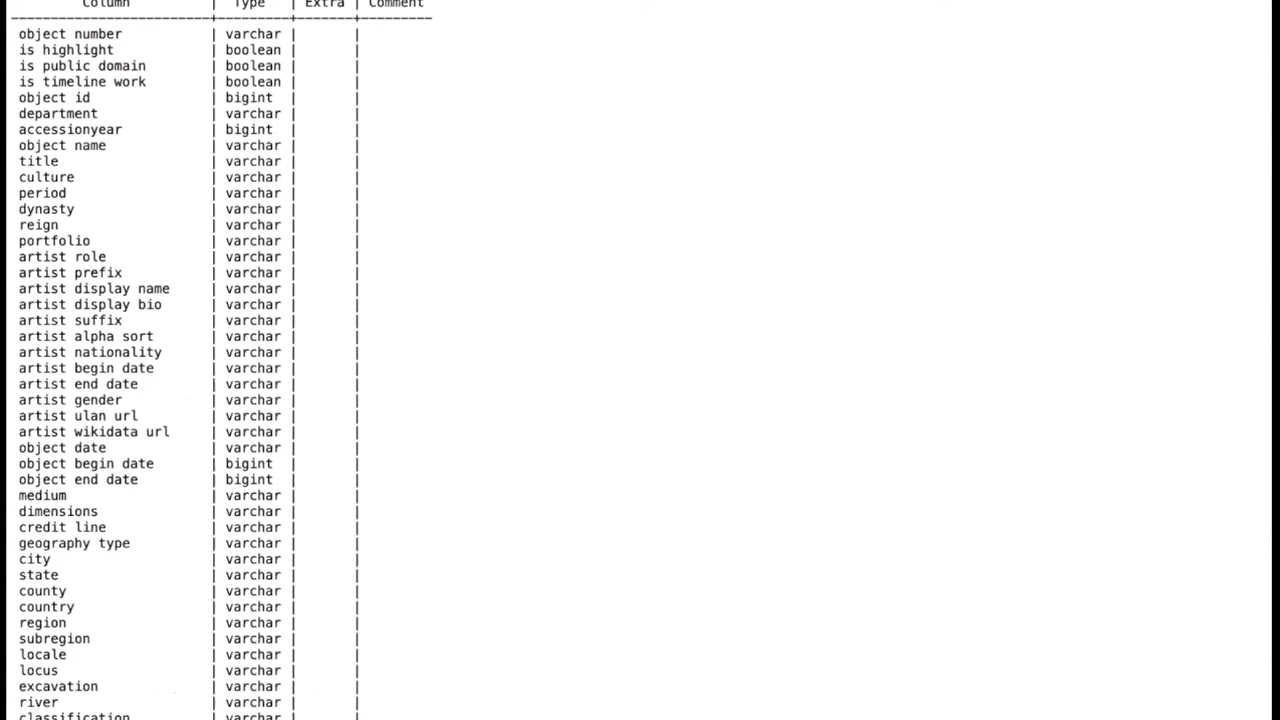 Column | Type | Extra | Comment
-------------------------+---------+-------+---------
object number | varchar | |
is highlight | boolean | |
is public domain | boolean | |
is timeline work | boolean | |
object id | bigint | |
department | varchar | |
accessionyear | bigint | |
object name | varchar | |
title | varchar | |
culture | varchar | |
period | varchar | |
dynasty | varchar | |
reign | varchar | |
portfolio | varchar | |
artist role | varchar | |
artist prefix | varchar | |
artist display name | varchar | |
artist display bio | varchar | |
artist suffix | varchar | |
artist alpha sort | varchar | |
artist nationality | varchar | |
artist begin date | varchar | |
artist end date | varchar | |
artist gender | varchar | |
artist ulan url | varchar | |
artist wikidata url | varchar | |
object date | varchar | |
object begin date | bigint | |
object end date | bigint | |
medium | varchar | |
dimensions | varchar | |
credit line | varchar | |
geography type | varchar | |
city | varchar | |
state | varchar | |
county | varchar | |
country | varchar | |
region | varchar | |
subregion | varchar | |
locale | varchar | |
locus | varchar | |
excavation | varchar | |
river | varchar | |
classification | varchar | |